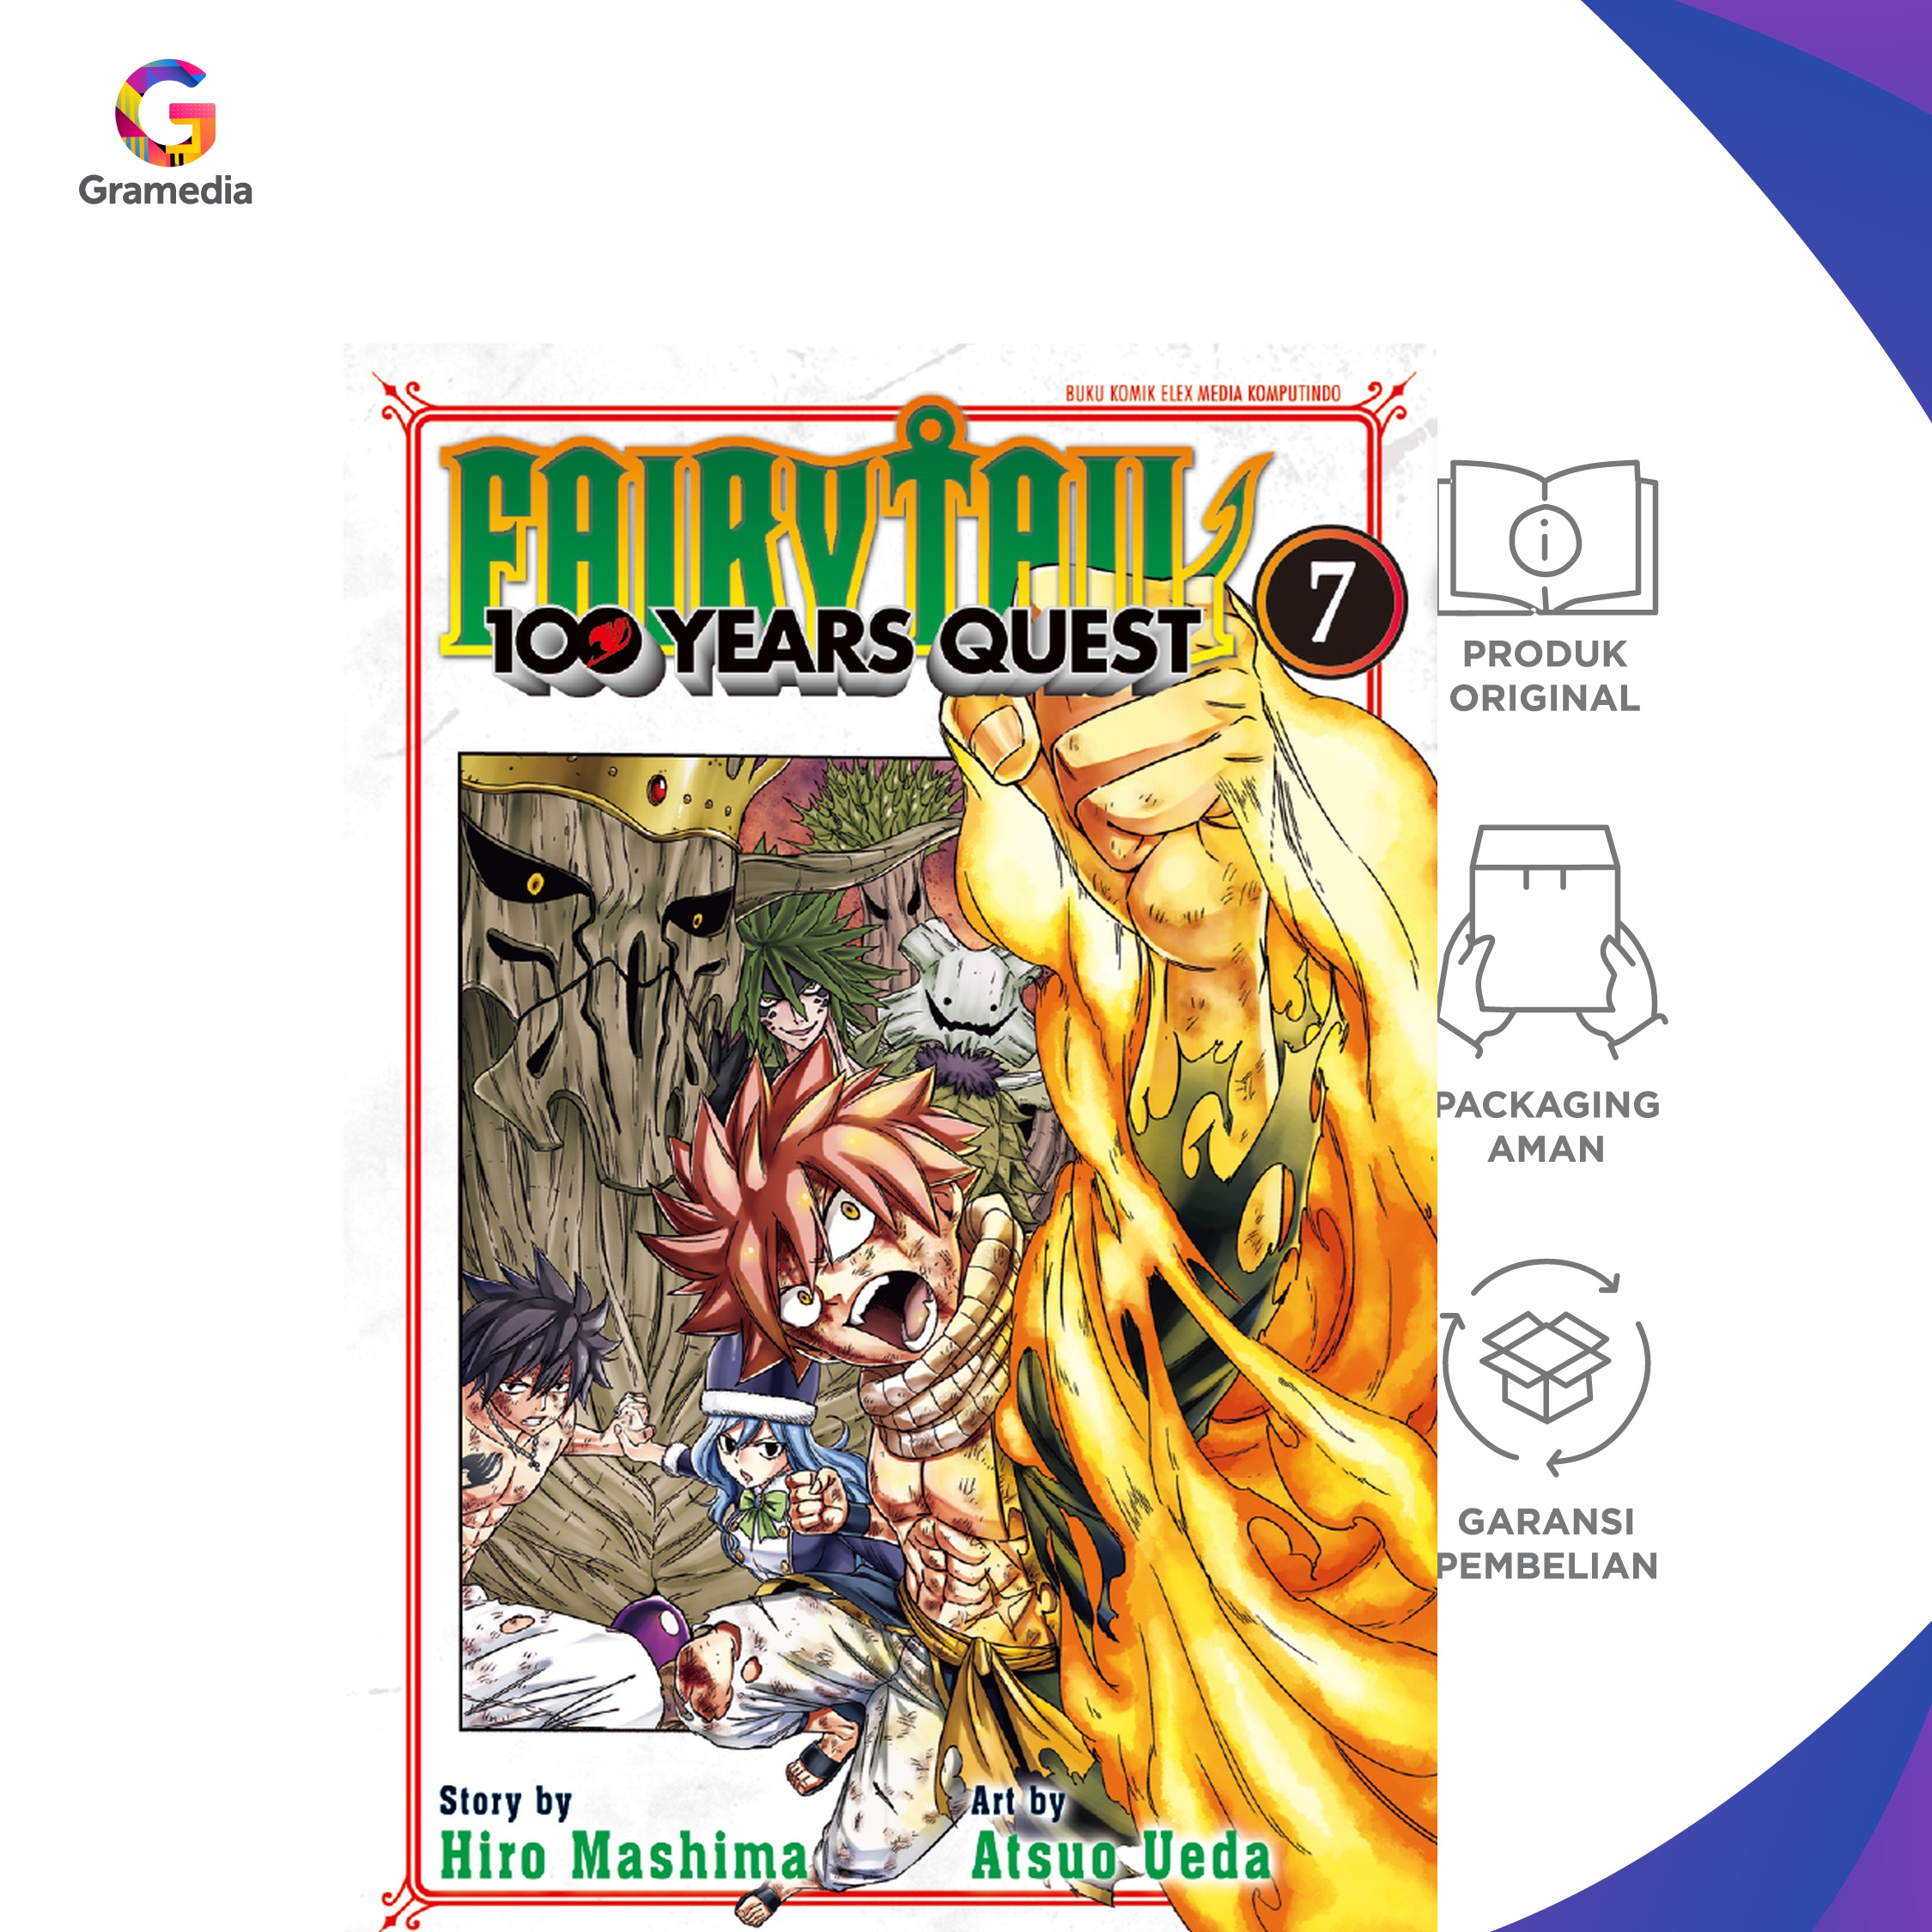 Gramedia
BUKU KOMIK ELEX MEDIA KOMPUTINDO
FAIRY TAIL
7
100 YEARS QUEST
PRODUK
ORIGINAL
PACKAGING
AMAN
GARANSI
PEMBELIAN
Story by
Hiro Mashima
Art by
Atsuo Ueda